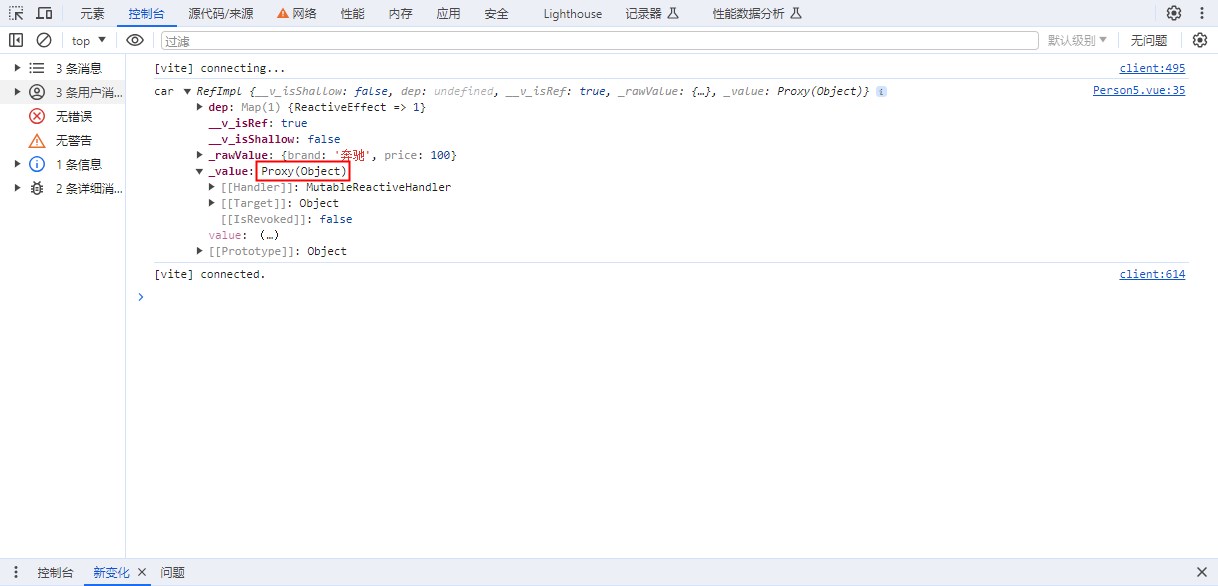 元素 控制台 源代码/来源 网络 性能 内存 应用 安全 Lighthouse 记录器 性能数据分析
top 过滤 默认级别 无问题
3 条消息
3 条用户消...
无错误
无警告
1 条信息
2 条详细消...
[vite] connecting... client:495
car RefImpl {__v_isShallow: false, dep: undefined, __v_isRef: true, _rawValue: {…}, _value: Proxy(Object)} i Person5.vue:35
dep: Map(1) {ReactiveEffect => 1}
__v_isRef: true
__v_isShallow: false
_rawValue: {brand: '奔驰', price: 100}
_value: Proxy(Object)
[[Handler]]: MutableReactiveHandler
[[Target]]: Object
[[IsRevoked]]: false
value: (…)
[[Prototype]]: Object
[vite] connected. client:614
控制台 新变化 问题